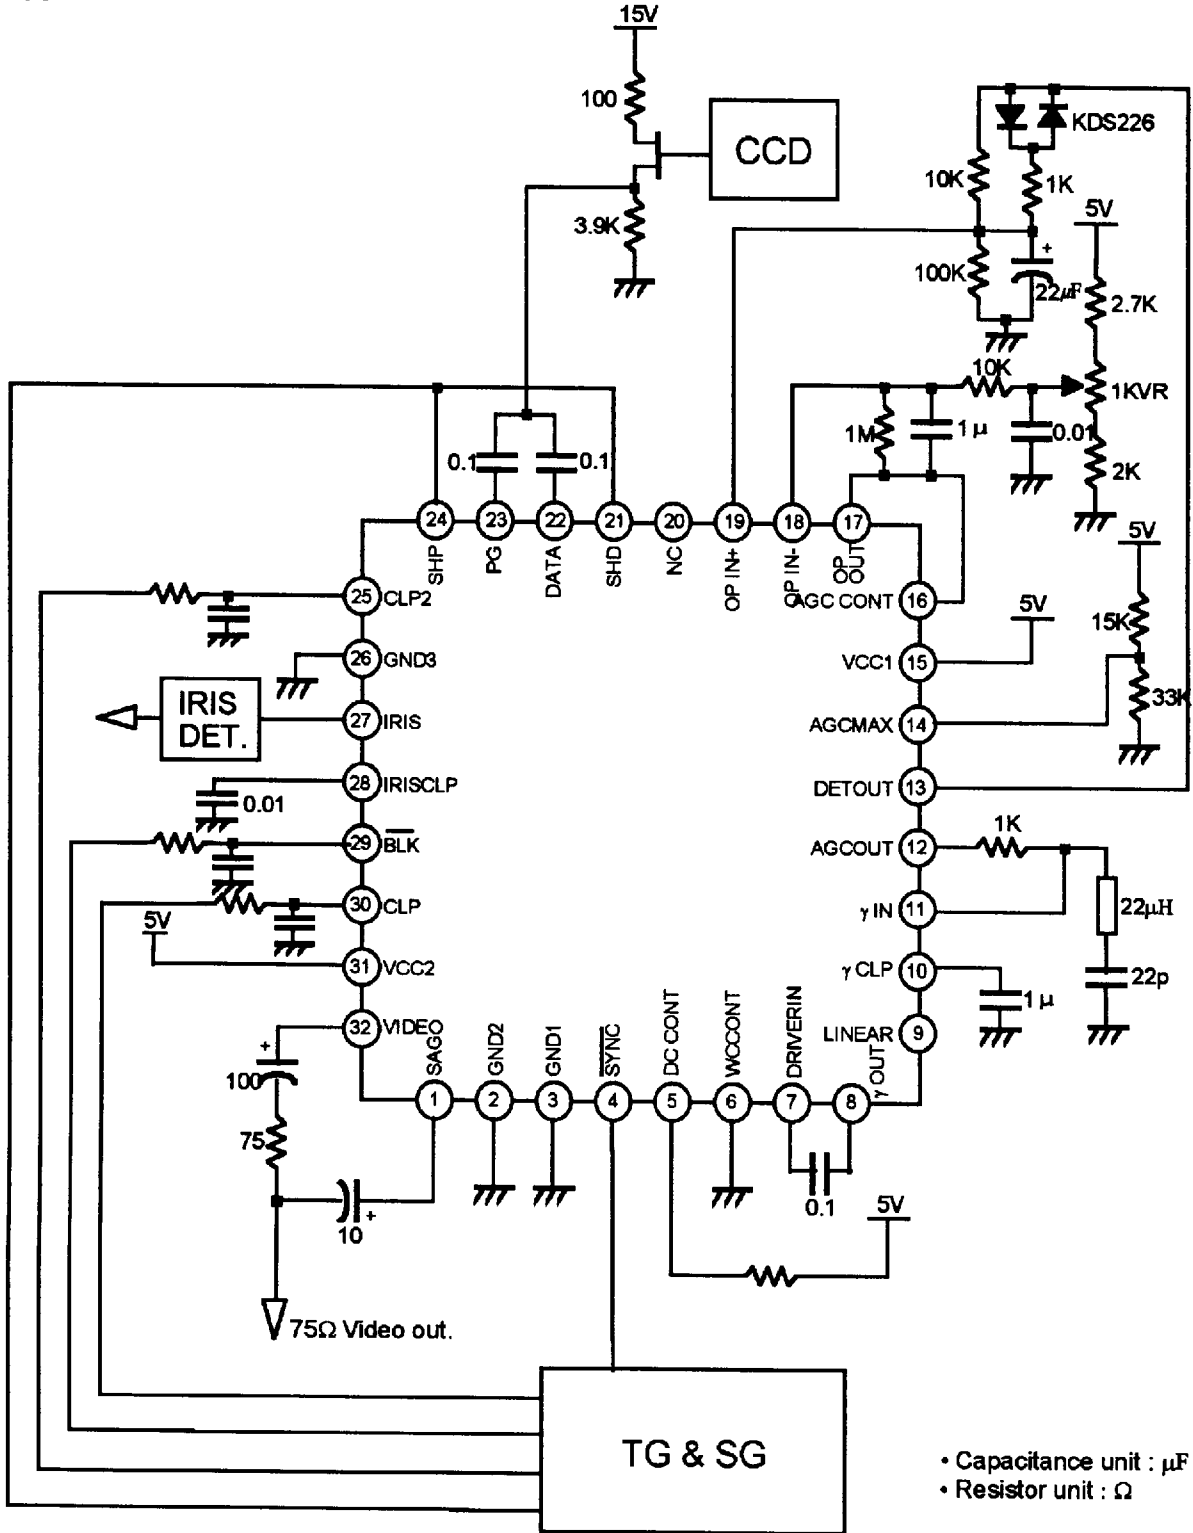 15V
100
CCD
KDS226
10K
1K
5V
3.9K
100K
+
22μF
2.7K
10K
1KVR
1M
1μ
0.01
0.1
0.1
2K
24
23
22
21
20
19
18
17
SHP
PG
DATA
SHD
NC
OP IN+
OP IN-
OP OUT
5V
25
CLP2
AGC CONT
16
5V
15K
26
GND3
VCC1
15
33K
IRIS
DET.
27
IRIS
AGCMAX
14
28
IRISCLP
DETOUT
13
0.01
29
BLK
AGCOUT
12
1K
30
CLP
γ IN
11
22μH
5V
31
VCC2
γ CLP
10
22p
1μ
32
VIDEO
LINEAR
9
SAGO
GND2
GND1
SYNC
DC CONT
WCCONT
DRIVERIN
γ OUT
+
100
1
2
3
4
5
6
7
8
75
0.1
10
+
5V
75Ω Video out.
TG & SG
• Capacitance unit : μF
• Resistor unit : Ω